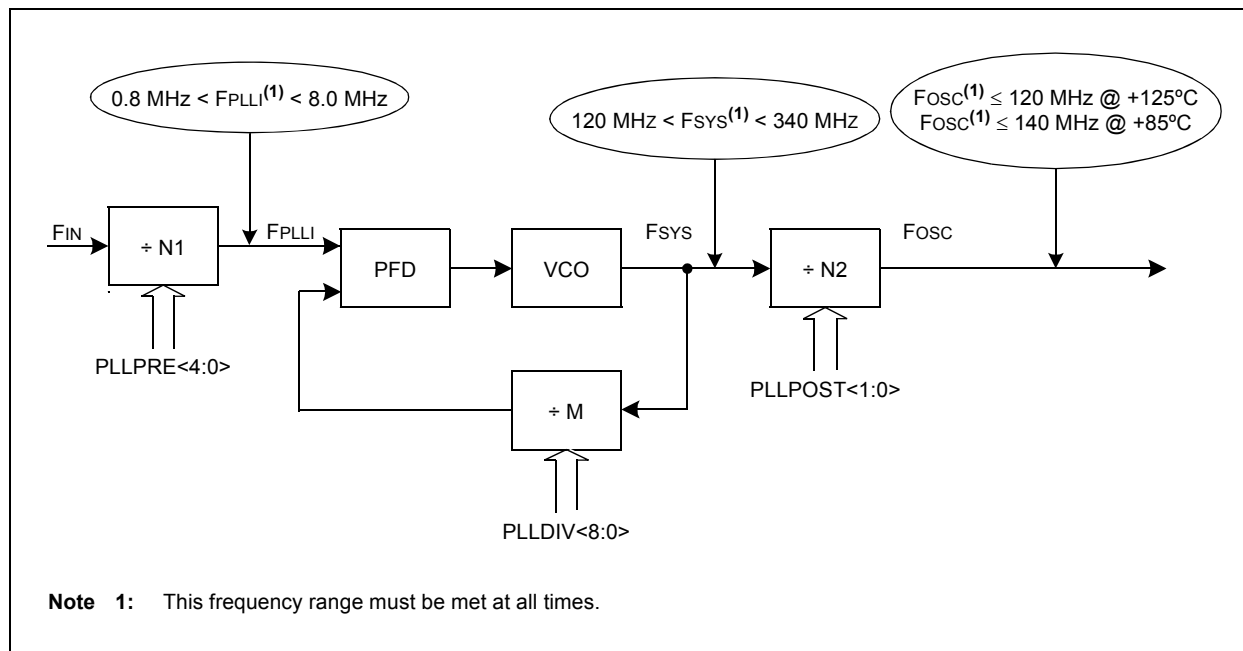 0.8 MHz < FPLLI(1) < 8.0 MHz
120 MHZ < FSYS(1) < 340 MHZ
FOSC(1) ≤ 120 MHz @ +125ºC
FOSC(1) ≤ 140 MHz @ +85ºC
FIN
÷ N1
FPLLI
PFD
VCO
FSYS
÷ N2
FOSC
PLLPRE<4:0>
÷ M
PLLPOST<1:0>
PLLDIV<8:0>
Note 1: This frequency range must be met at all times.